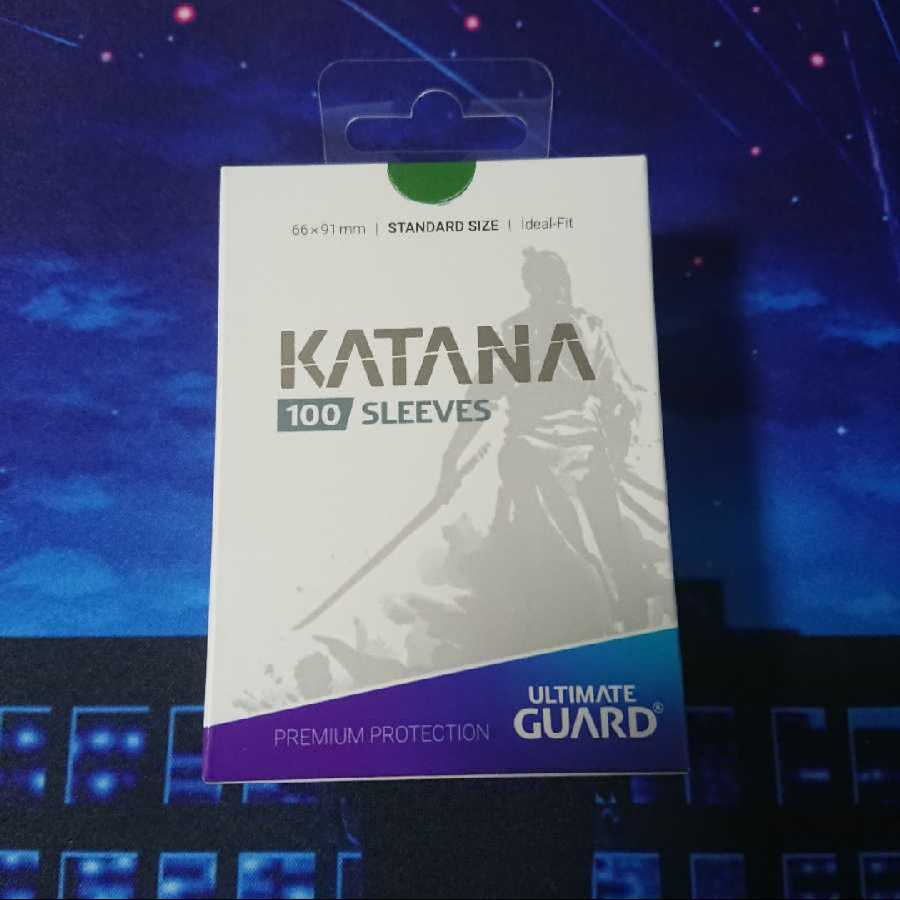 66×91mm | STANDARD SIZE | Ideal-Fit
KATANA
100 SLEEVES
PREMIUM PROTECTION
ULTIMATE
GUARD®